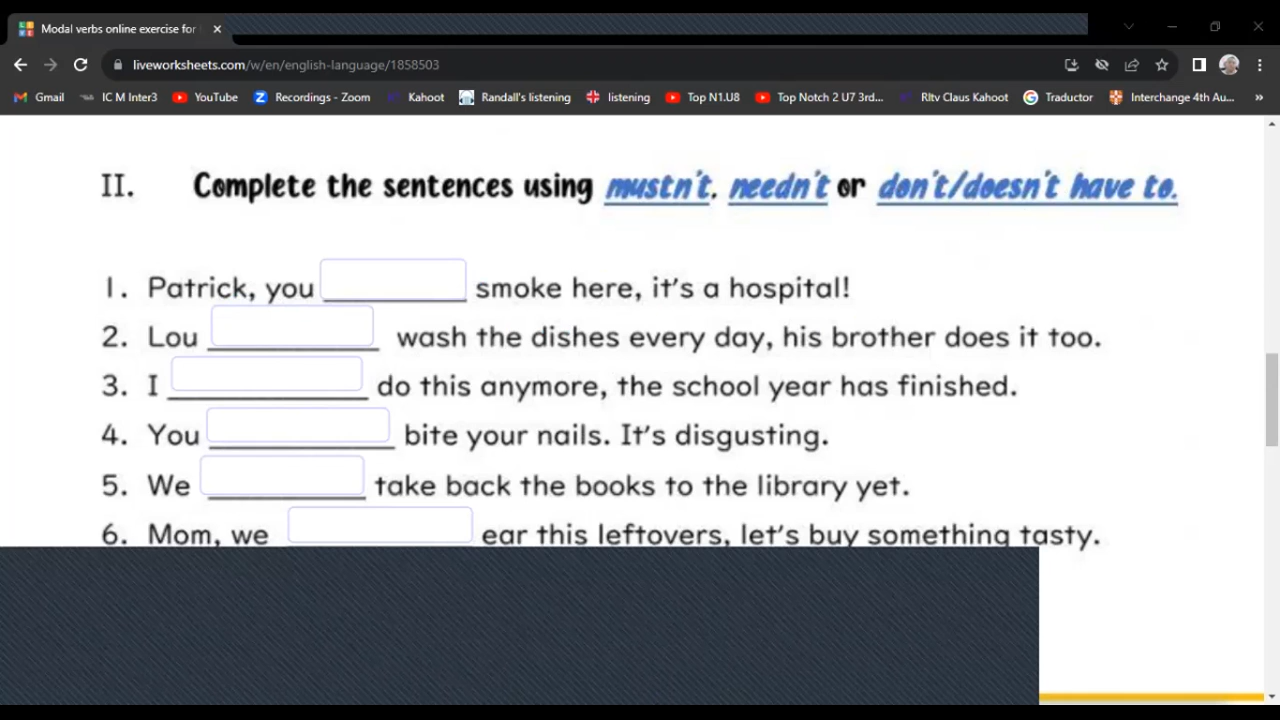 Modal verbs online exercise for
liveworksheets.com/w/en/english-language/1858503
Gmail IC M Inter3 YouTube Recordings - Zoom Kahoot Randall's listening listening Top N1.U8 Top Notch 2 U7 3rd... RItv Claus Kahoot Traductor Interchange 4th Au... »
II. Complete the sentences using mustn't. needn't or don't/doesn't have to.
1. Patrick, you smoke here, it's a hospital!
2. Lou wash the dishes every day, his brother does it too.
3. I do this anymore, the school year has finished.
4. You bite your nails. It's disgusting.
5. We take back the books to the library yet.
6. Mom, we ear this leftovers, let's buy something tasty.